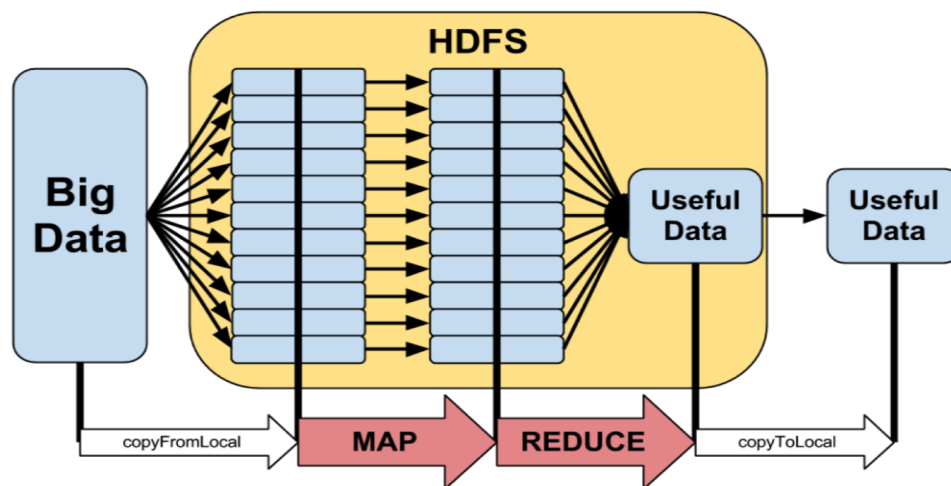 HDFS
Big
Data
Useful
Data
Useful
Data
copyFromLocal
MAP
REDUCE
copyToLocal